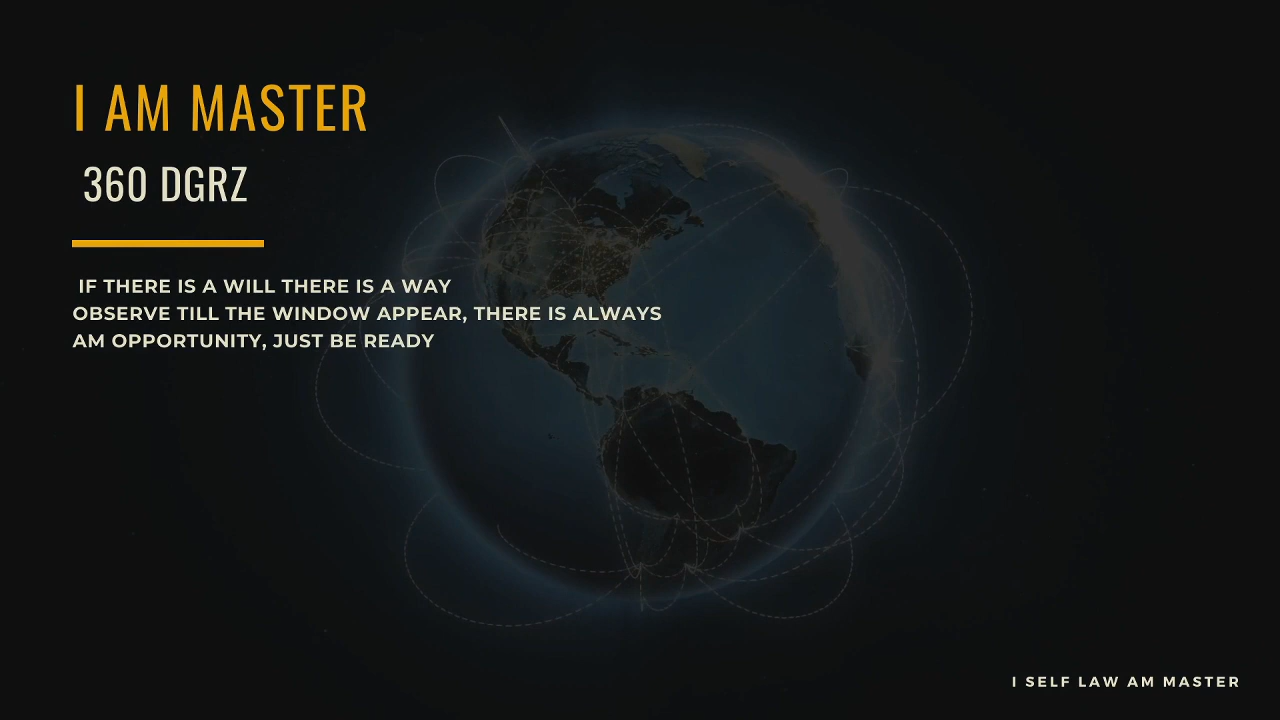 I AM MASTER
360 DGRZ
IF THERE IS A WILL THERE IS A WAY
OBSERVE TILL THE WINDOW APPEAR, THERE IS ALWAYS
AM OPPORTUNITY, JUST BE READY
I SELF LAW AM MASTER